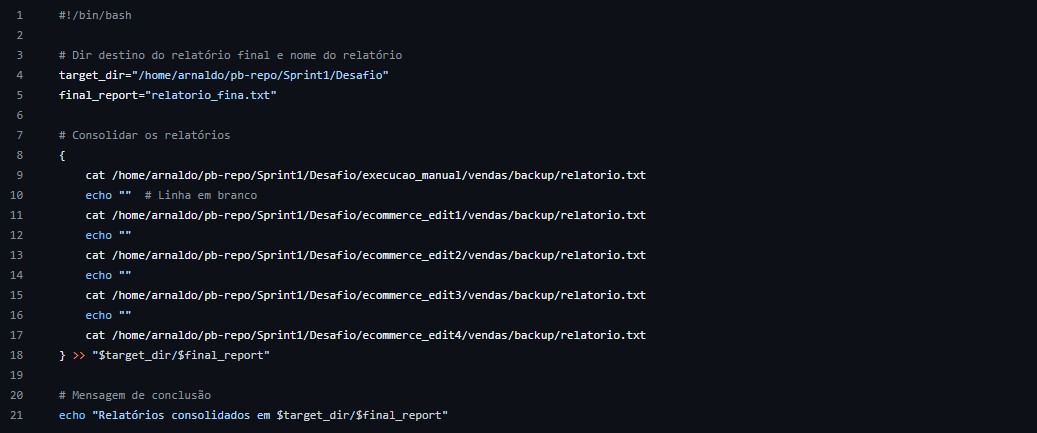 1 #!/bin/bash
2
3 # Dir destino do relatório final e nome do relatório
4 target_dir="/home/arnaldo/pb-repo/Sprint1/Desafio"
5 final_report="relatorio_fina.txt"
6
7 # Consolidar os relatórios
8 {
9     cat /home/arnaldo/pb-repo/Sprint1/Desafio/execucao_manual/vendas/backup/relatorio.txt
10     echo ""  # Linha em branco
11     cat /home/arnaldo/pb-repo/Sprint1/Desafio/ecommerce_edit1/vendas/backup/relatorio.txt
12     echo ""
13     cat /home/arnaldo/pb-repo/Sprint1/Desafio/ecommerce_edit2/vendas/backup/relatorio.txt
14     echo ""
15     cat /home/arnaldo/pb-repo/Sprint1/Desafio/ecommerce_edit3/vendas/backup/relatorio.txt
16     echo ""
17     cat /home/arnaldo/pb-repo/Sprint1/Desafio/ecommerce_edit4/vendas/backup/relatorio.txt
18 } >> "$target_dir/$final_report"
19
20 # Mensagem de conclusão
21 echo "Relatórios consolidados em $target_dir/$final_report"